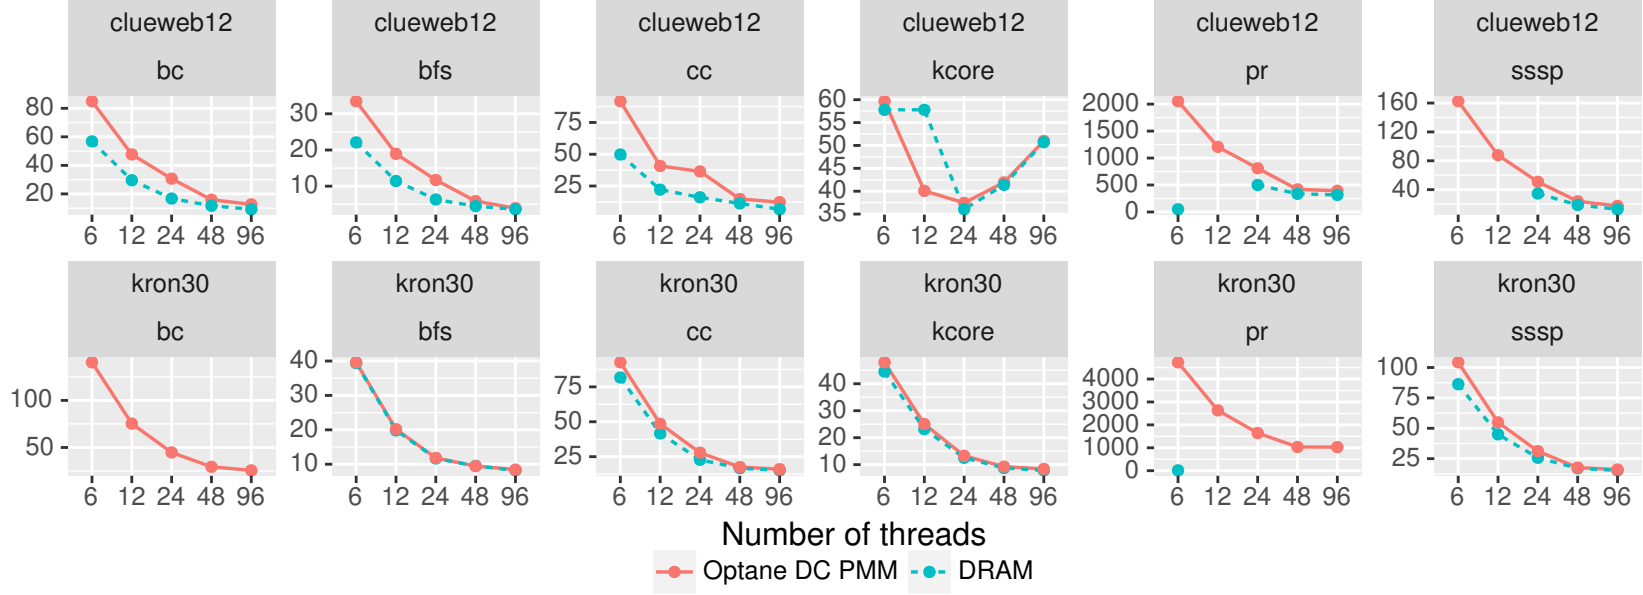 clueweb12 clueweb12 clueweb12 clueweb12 clueweb12 clueweb12
bc bfs cc kcore pr sssp
80 60 40 20
30 20 10
75 50 25
60 55 50 45 40 35
2000 1500 1000 500 0
160 120 80 40
6 12 24 48 96 6 12 24 48 96 6 12 24 48 96 6 12 24 48 96 6 12 24 48 96 6 12 24 48 96
kron30 kron30 kron30 kron30 kron30 kron30
bc bfs cc kcore pr sssp
100 50
40 30 20 10
75 50 25
40 30 20 10
4000 3000 2000 1000 0
100 75 50 25
6 12 24 48 96 6 12 24 48 96 6 12 24 48 96 6 12 24 48 96 6 12 24 48 96 6 12 24 48 96
Number of threads
Optane DC PMM DRAM